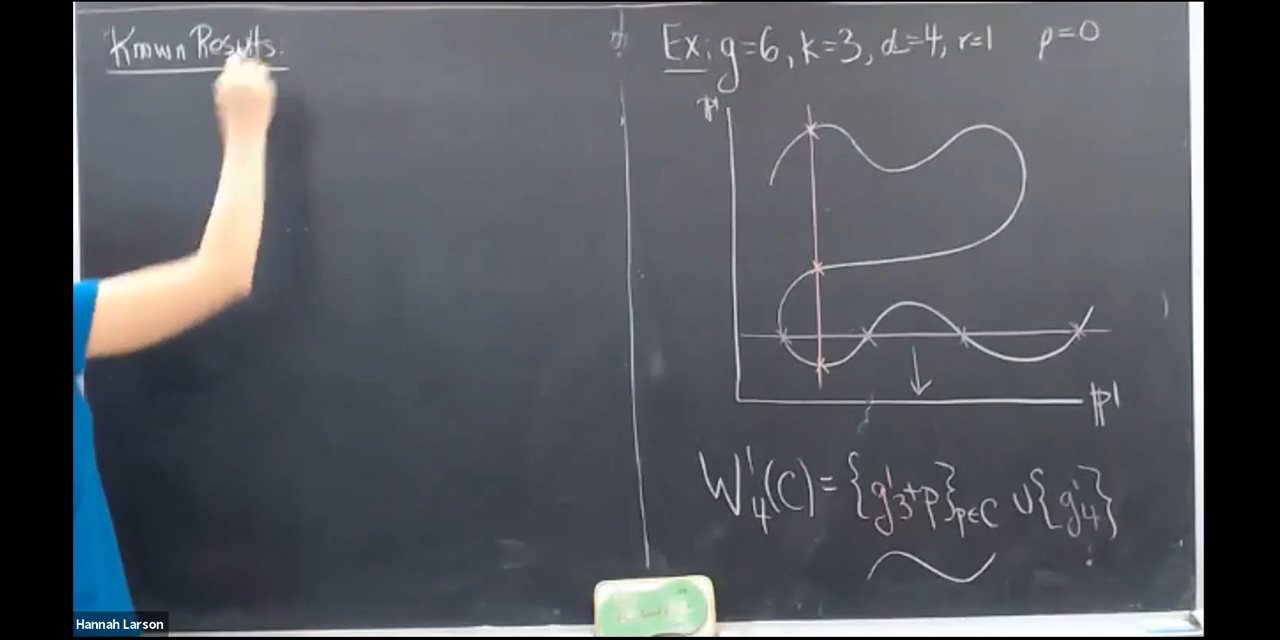 Known Results:
Ex: g=6, k=3, d=4, r=1 ρ=0
ℙ¹
ℙ¹
W¹₄(C) = {g¹₃+p}ₚ∈C ∪ {g¹₄}
Hannah Larson